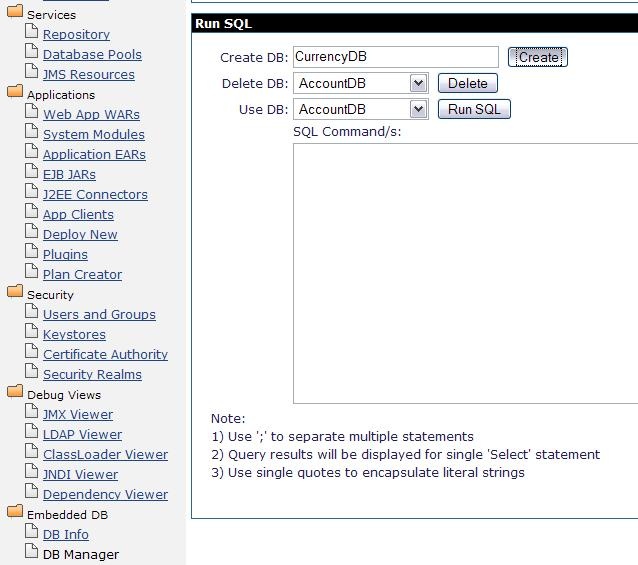 Services
Repository
Database Pools
JMS Resources
Applications
Web App WARs
System Modules
Application EARs
EJB JARs
J2EE Connectors
App Clients
Deploy New
Plugins
Plan Creator
Security
Users and Groups
Keystores
Certificate Authority
Security Realms
Debug Views
JMX Viewer
LDAP Viewer
ClassLoader Viewer
JNDI Viewer
Dependency Viewer
Embedded DB
DB Info
DB Manager
Run SQL
Create DB: CurrencyDB Create
Delete DB: AccountDB Delete
Use DB: AccountDB Run SQL
SQL Command/s:
Note:
1) Use ';' to separate multiple statements
2) Query results will be displayed for single 'Select' statement
3) Use single quotes to encapsulate literal strings